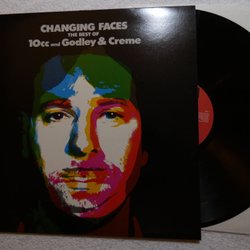 CHANGING FACES
THE BEST OF
10cc and Godley & Creme